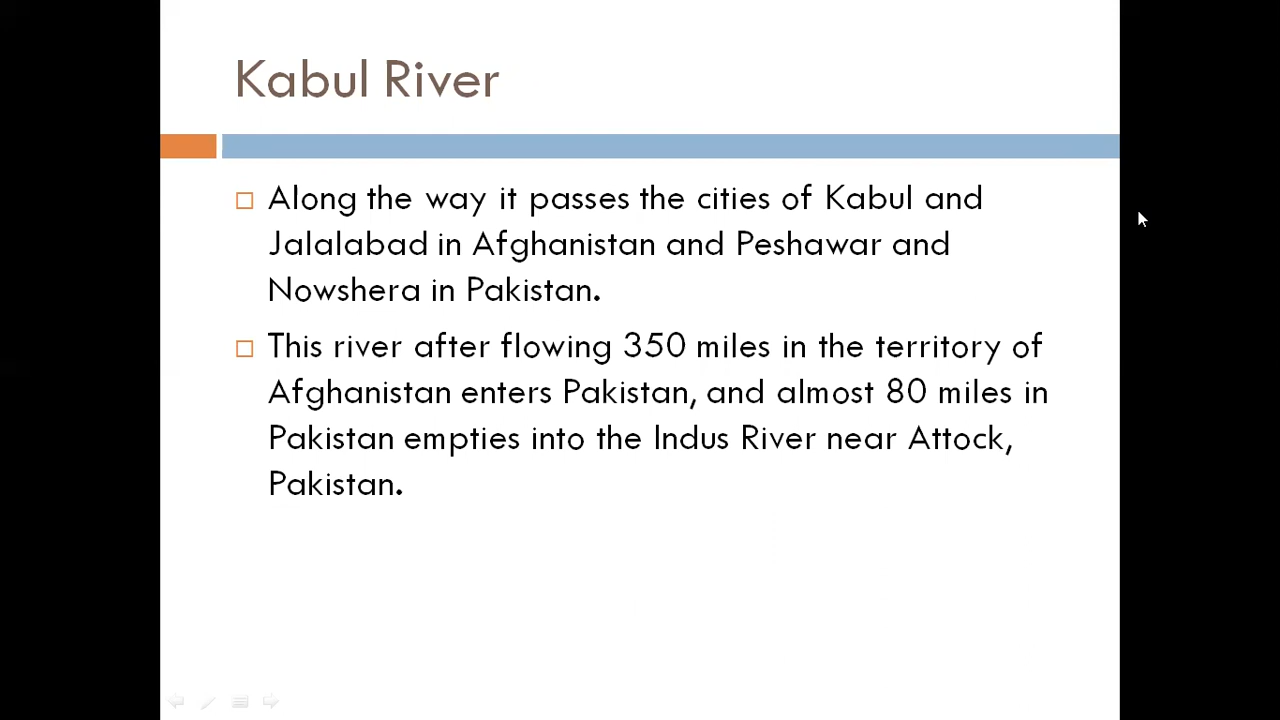 Kabul River
Along the way it passes the cities of Kabul and
Jalalabad in Afghanistan and Peshawar and
Nowshera in Pakistan.
This river after flowing 350 miles in the territory of
Afghanistan enters Pakistan, and almost 80 miles in
Pakistan empties into the Indus River near Attock,
Pakistan.